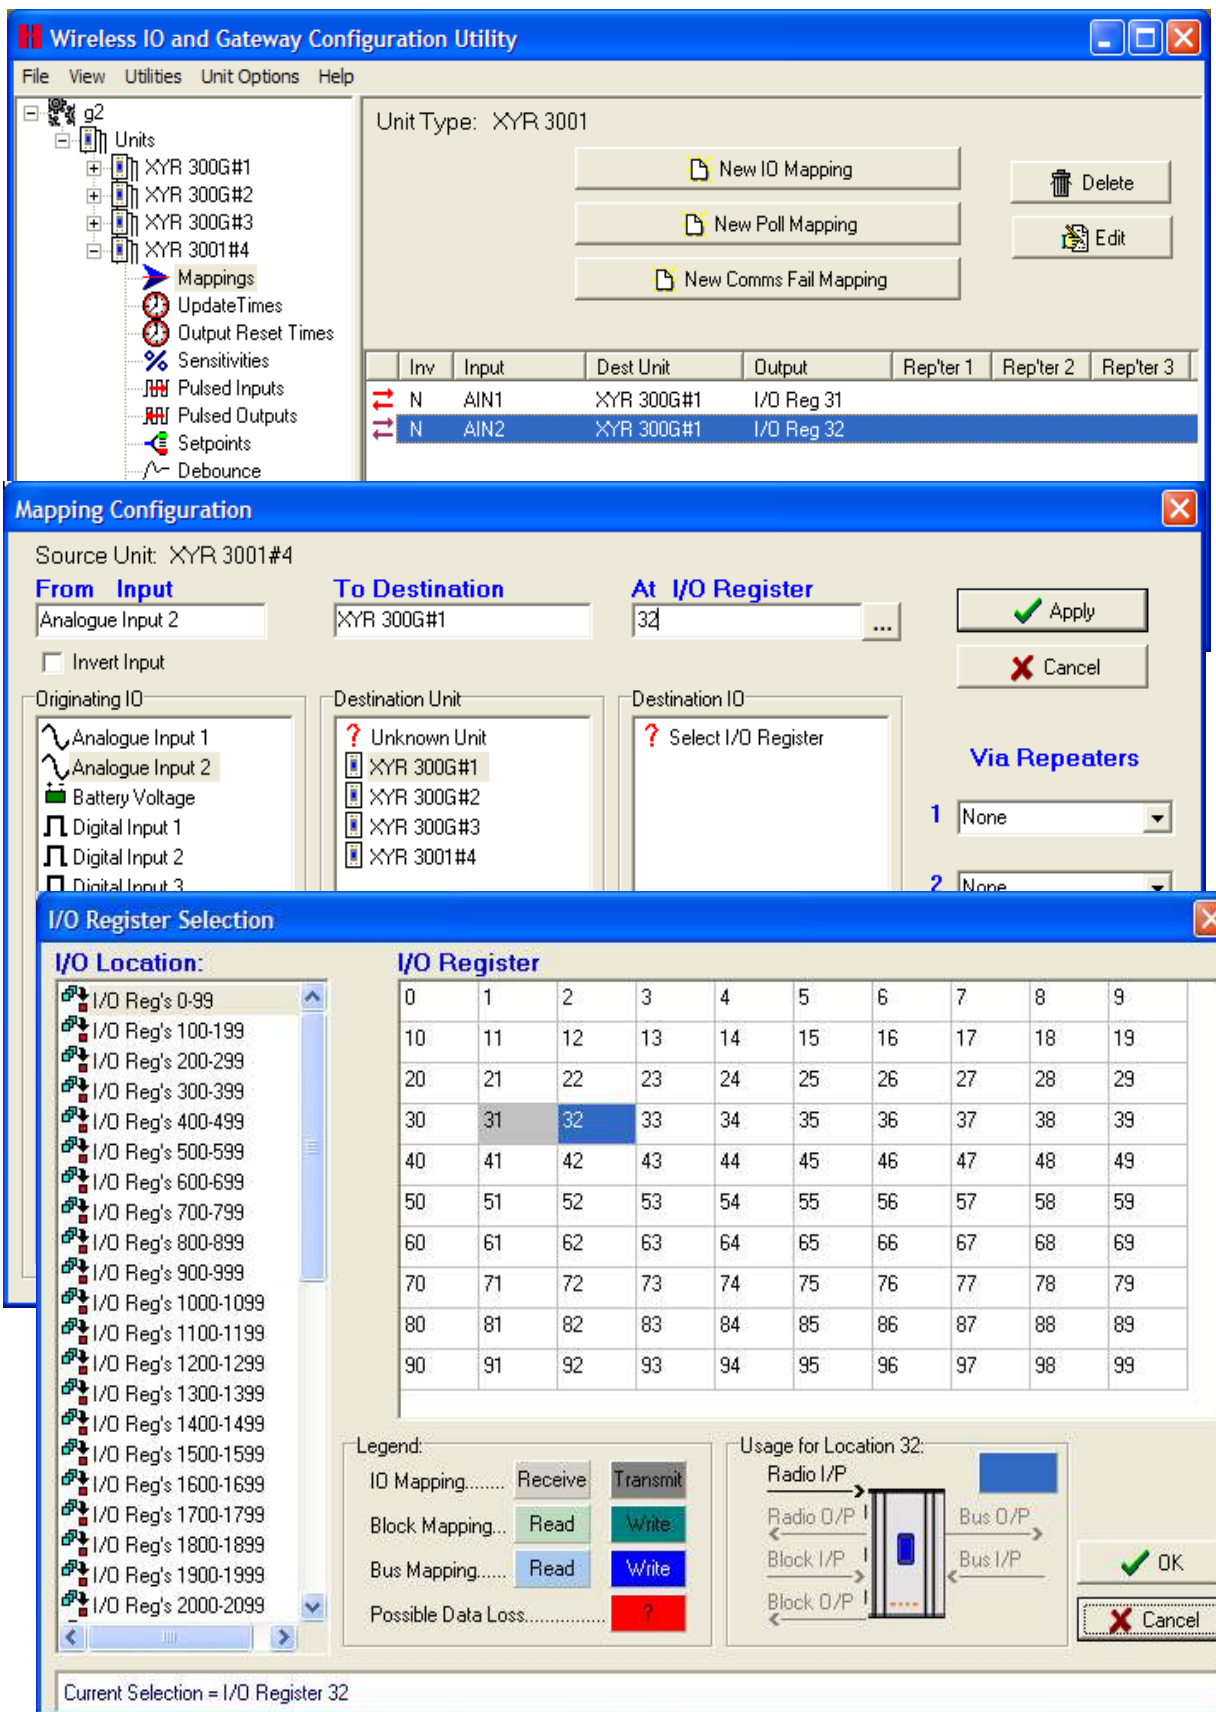 Wireless IO and Gateway Configuration Utility
File View Utilities Unit Options Help
g2
Units
XYR 300G#1
XYR 300G#2
XYR 300G#3
XYR 3001#4
Mappings
UpdateTimes
Output Reset Times
Sensitivities
Pulsed Inputs
Pulsed Outputs
Setpoints
Debounce
Unit Type: XYR 3001
New IO Mapping
New Poll Mapping
New Comms Fail Mapping
Delete
Edit
Inv Input Dest Unit Output Rep'ter 1 Rep'ter 2 Rep'ter 3
N AIN1 XYR 300G#1 I/O Reg 31
N AIN2 XYR 300G#1 I/O Reg 32
Mapping Configuration
Source Unit: XYR 3001#4
From Input To Destination At I/O Register
Analogue Input 2 XYR 300G#1 32 ...
Apply
Cancel
Invert Input
Originating IO
Analogue Input 1
Analogue Input 2
Battery Voltage
Digital Input 1
Digital Input 2
Digital Input 3
Destination Unit
? Unknown Unit
XYR 300G#1
XYR 300G#2
XYR 300G#3
XYR 3001#4
Destination IO
? Select I/O Register
Via Repeaters
1 None
2 None
I/O Register Selection
I/O Location:
I/O Reg's 0-99
I/O Reg's 100-199
I/O Reg's 200-299
I/O Reg's 300-399
I/O Reg's 400-499
I/O Reg's 500-599
I/O Reg's 600-699
I/O Reg's 700-799
I/O Reg's 800-899
I/O Reg's 900-999
I/O Reg's 1000-1099
I/O Reg's 1100-1199
I/O Reg's 1200-1299
I/O Reg's 1300-1399
I/O Reg's 1400-1499
I/O Reg's 1500-1599
I/O Reg's 1600-1699
I/O Reg's 1700-1799
I/O Reg's 1800-1899
I/O Reg's 1900-1999
I/O Reg's 2000-2099
I/O Register
0 1 2 3 4 5 6 7 8 9
10 11 12 13 14 15 16 17 18 19
20 21 22 23 24 25 26 27 28 29
30 31 32 33 34 35 36 37 38 39
40 41 42 43 44 45 46 47 48 49
50 51 52 53 54 55 56 57 58 59
60 61 62 63 64 65 66 67 68 69
70 71 72 73 74 75 76 77 78 79
80 81 82 83 84 85 86 87 88 89
90 91 92 93 94 95 96 97 98 99
Legend:
IO Mapping........ Receive Transmit
Block Mapping... Read Write
Bus Mapping...... Read Write
Possible Data Loss................ ?
Usage for Location 32:
Radio I/P
Radio O/P
Block I/P
Block O/P
Bus O/P
Bus I/P
OK
Cancel
Current Selection = I/O Register 32